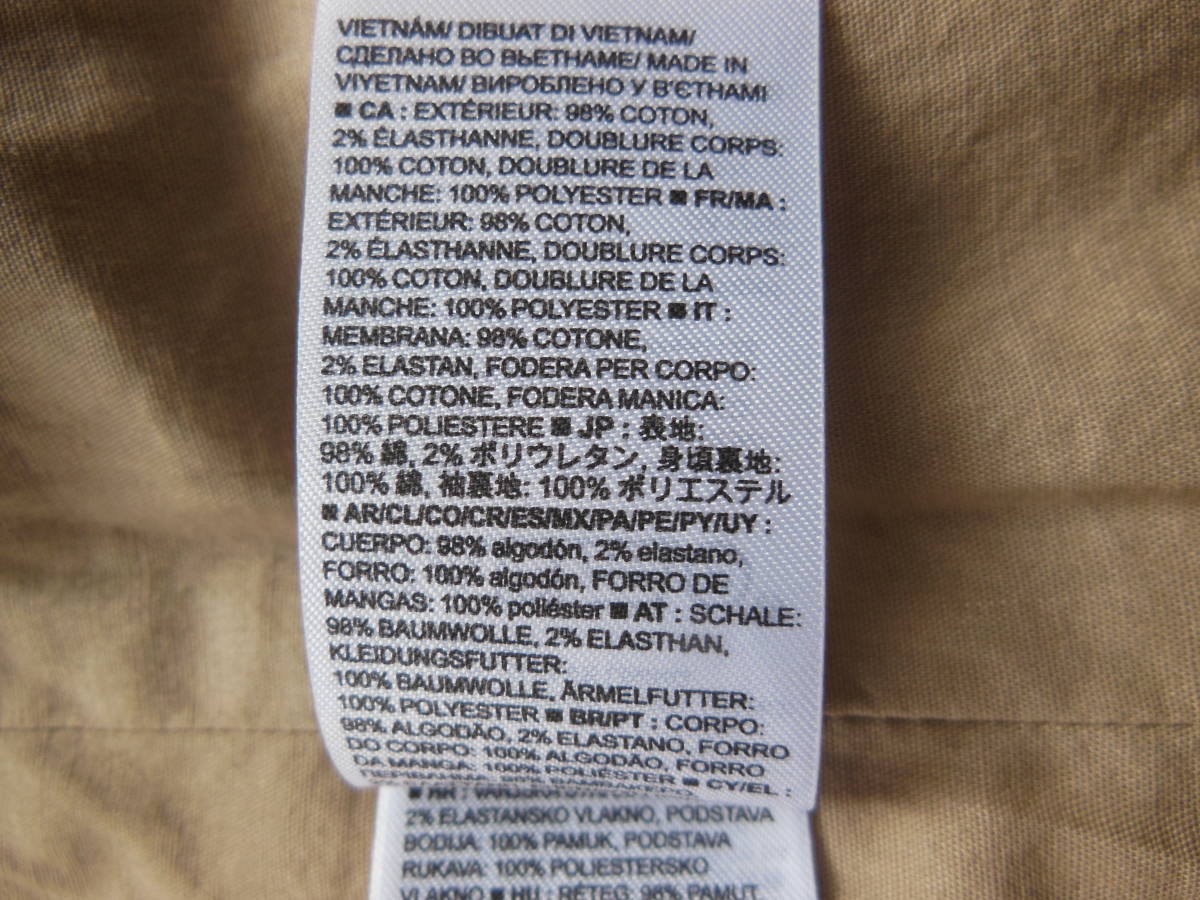 VIETNÁM/ DIBUAT DI VIETNAM/
СДЕЛАНО ВО ВЬЕТНАМЕ/ MADE IN
VIYETNAM/ ВИРОБЛЕНО У В'ЄТНАМІ
■ CA : EXTÉRIEUR: 98% COTON,
2% ÉLASTHANNE, DOUBLURE CORPS:
100% COTON, DOUBLURE DE LA
MANCHE: 100% POLYESTER ■ FR/MA :
EXTÉRIEUR: 98% COTON,
2% ÉLASTHANNE, DOUBLURE CORPS:
100% COTON, DOUBLURE DE LA
MANCHE: 100% POLYESTER ■ IT :
MEMBRANA: 98% COTONE,
2% ELASTAN, FODERA PER CORPO:
100% COTONE, FODERA MANICA:
100% POLIESTERE ■ JP : 表地:
98% 綿, 2% ポリウレタン, 身頃裏地:
100% 綿, 袖裏地: 100% ポリエステル
■ AR/CL/CO/CR/ES/MX/PA/PE/PY/UY :
CUERPO: 98% algodón, 2% elastano,
FORRO: 100% algodón, FORRO DE
MANGAS: 100% poliéster ■ AT : SCHALE:
98% BAUMWOLLE, 2% ELASTHAN,
KLEIDUNGSFUTTER:
100% BAUMWOLLE, ÄRMELFUTTER:
100% POLYESTER ■ BR/PT : CORPO:
98% ALGODÃO, 2% ELASTANO, FORRO
DO CORPO: 100% ALGODÃO, FORRO
DA MANGA: 100% POLIÉSTER ■ CY/EL :
2% ELASTANSKO VLAKNO, PODSTAVA
BODIJA: 100% PAMUK, PODSTAVA
RUKAVA: 100% POLIESTERSKO
VLAKNO ■ HU : RÉTEG: 98% PAMUT,